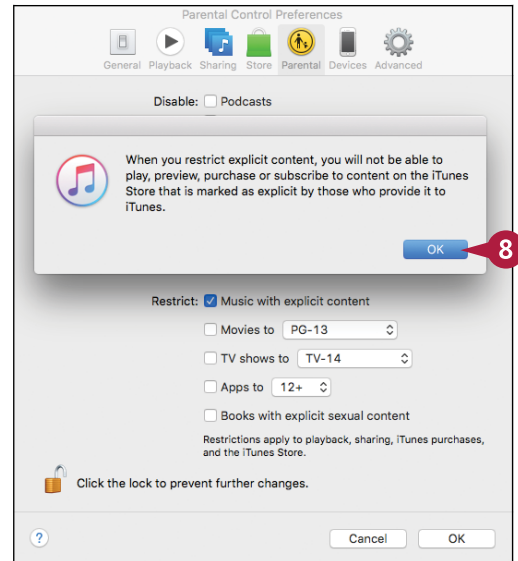 Parental Control Preferences
General Playback Sharing Store Parental Devices Advanced
Disable: Podcasts
When you restrict explicit content, you will not be able to
play, preview, purchase or subscribe to content on the iTunes
Store that is marked as explicit by those who provide it to
iTunes.
OK
8
Restrict: Music with explicit content
Movies to PG-13
TV shows to TV-14
Apps to 12+
Books with explicit sexual content
Restrictions apply to playback, sharing, iTunes purchases,
and the iTunes Store.
Click the lock to prevent further changes.
? Cancel OK